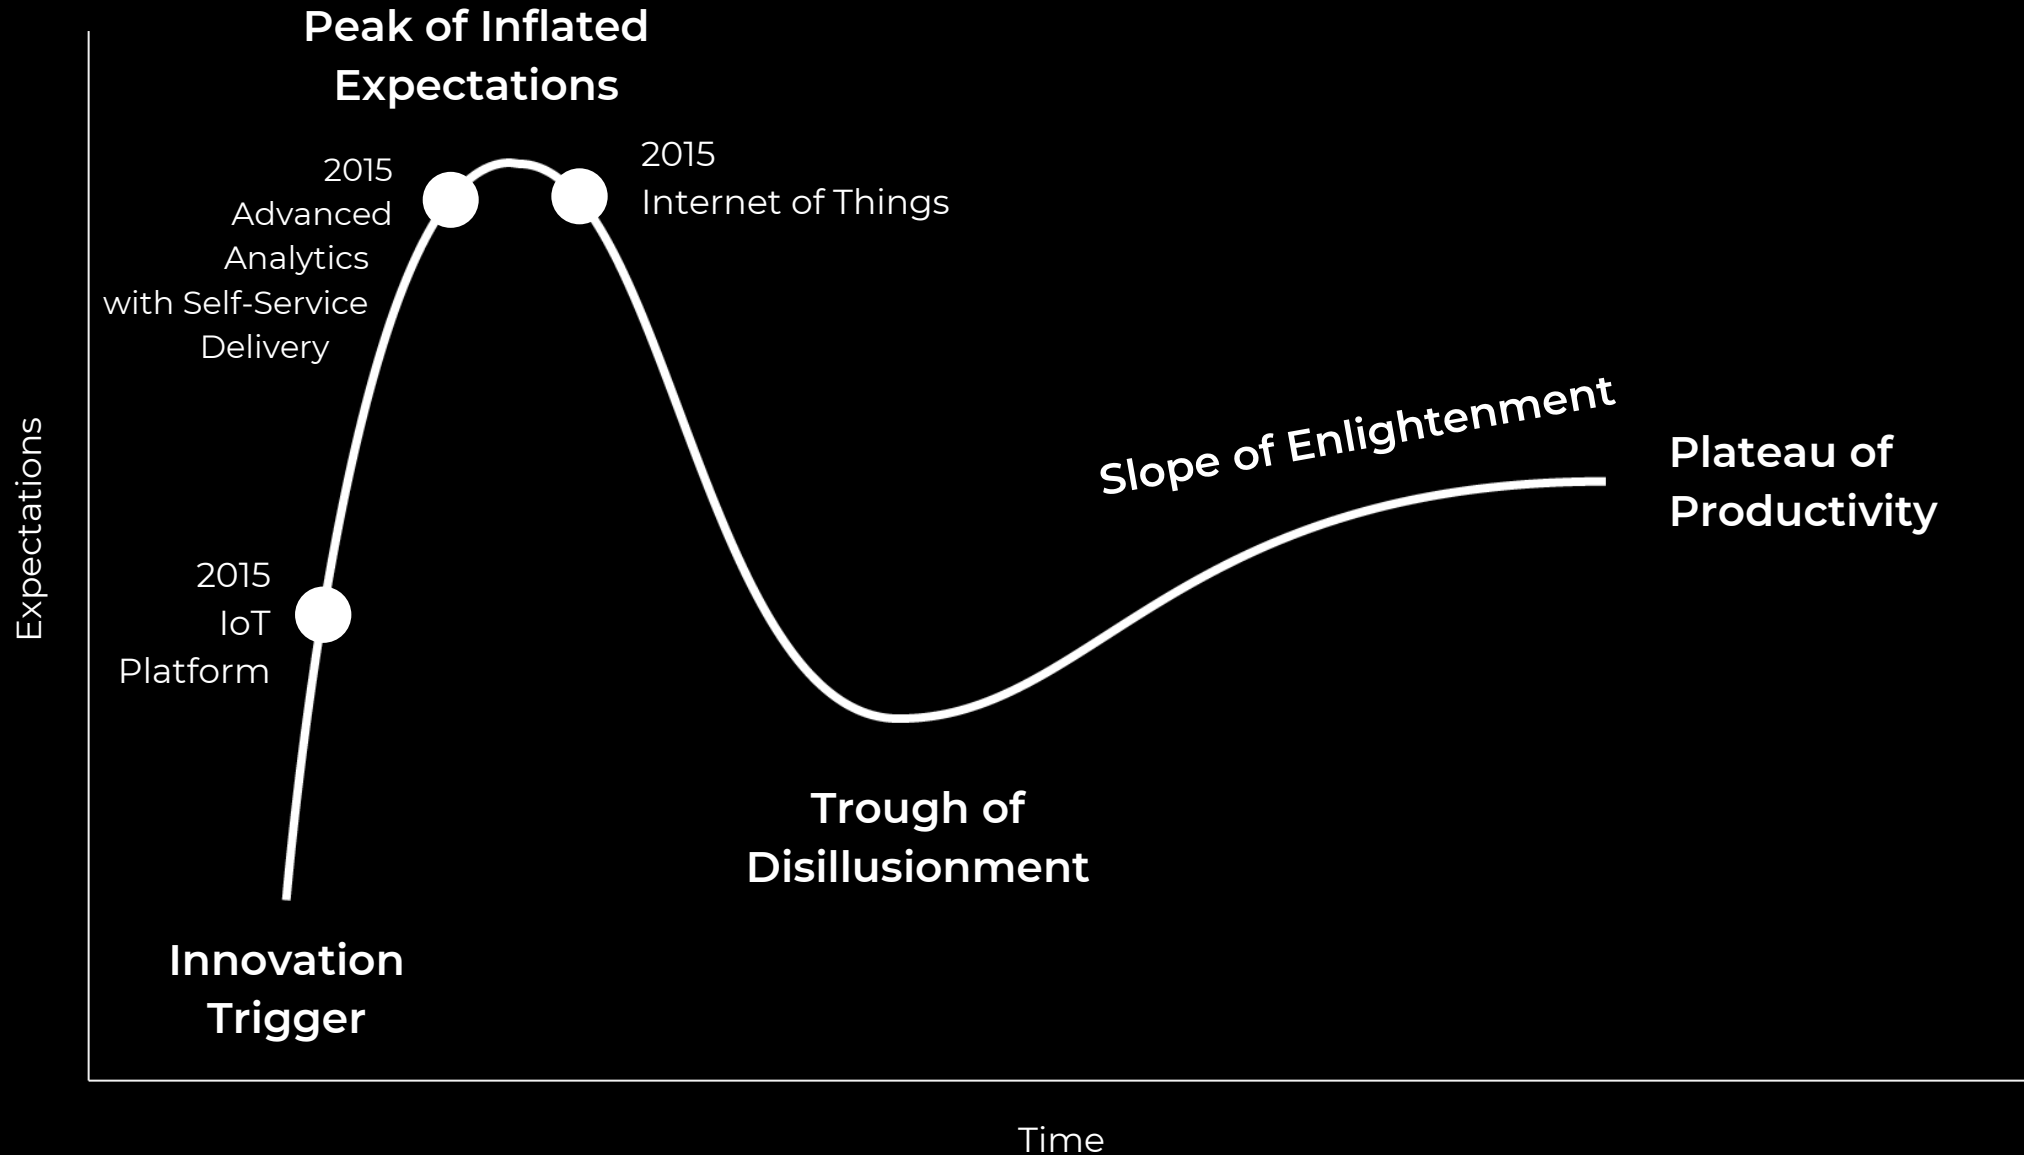 Peak of Inflated
Expectations
2015
Advanced
Analytics
with Self-Service
Delivery
2015
Internet of Things
Expectations
2015
IoT
Platform
Slope of Enlightenment
Plateau of
Productivity
Trough of
Disillusionment
Innovation
Trigger
Time